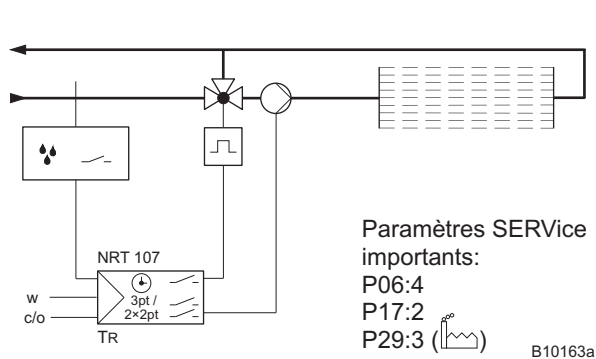 NRT 107
w
c/o
3pt /
2×2pt
TR
Paramètres SERVice
importants:
P06:4
P17:2
P29:3 ( )
B10163a